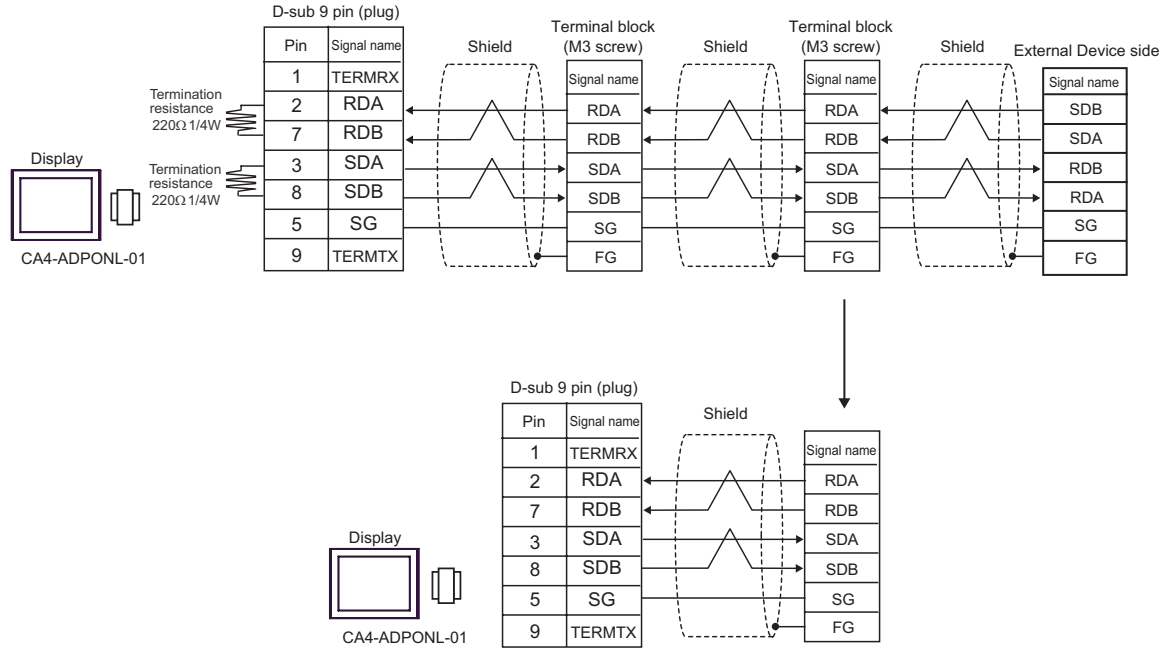 D-sub 9 pin (plug)
Terminal block
(M3 screw)
Terminal block
(M3 screw)
Shield
Shield
Shield
External Device side
Pin Signal name
1 TERMRX
2 RDA
7 RDB
3 SDA
8 SDB
5 SG
9 TERMTX
Termination
resistance
220Ω 1/4W
Termination
resistance
220Ω 1/4W
Display
CA4-ADPONL-01
Signal name
RDA
RDB
SDA
SDB
SG
FG
Signal name
RDA
RDB
SDA
SDB
SG
FG
Signal name
SDB
SDA
RDB
RDA
SG
FG
D-sub 9 pin (plug)
Pin Signal name
1 TERMRX
2 RDA
7 RDB
3 SDA
8 SDB
5 SG
9 TERMTX
Shield
Signal name
RDA
RDB
SDA
SDB
SG
FG
Display
CA4-ADPONL-01